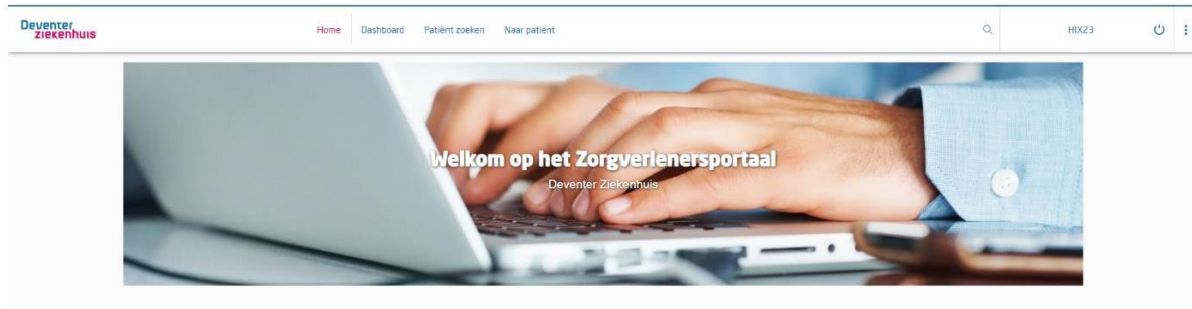 Deventer
ziekenhuis
Home Dashboard Patiënt zoeken Naar patiënt HIX23
Welkom op het Zorgverlenersportaal
Deventer Ziekenhuis